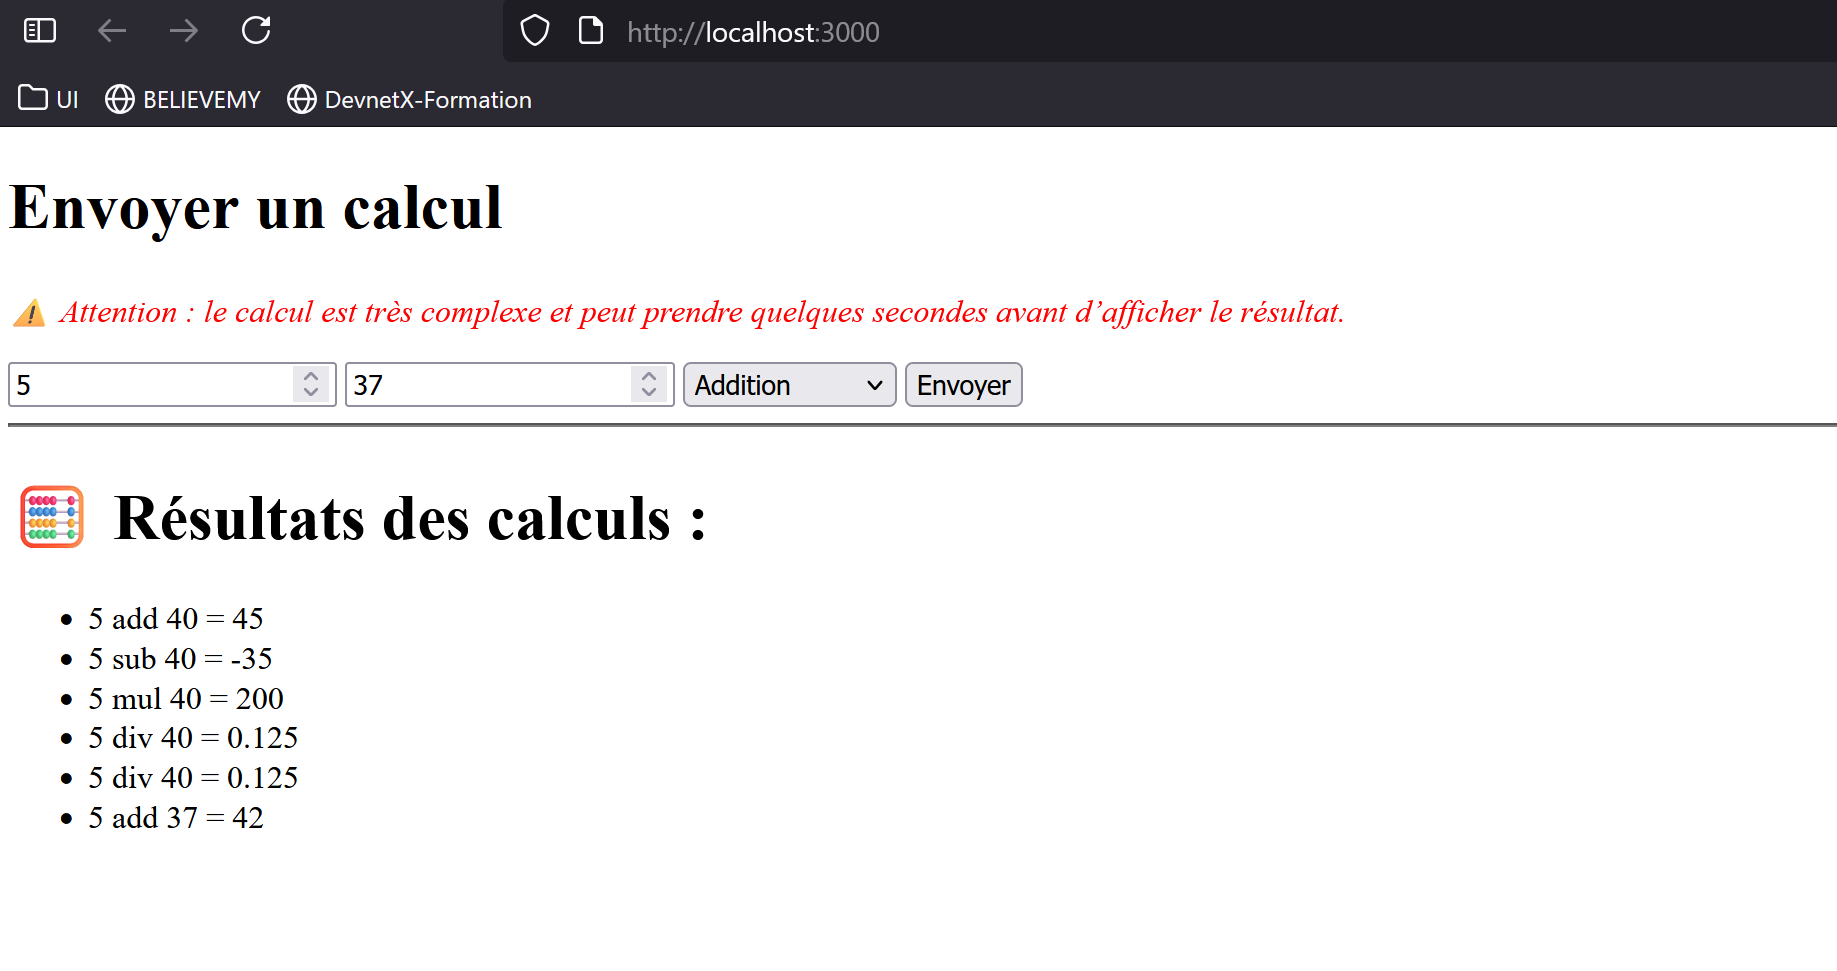 http://localhost:3000
UI BELIEVEMY DevnetX-Formation
Envoyer un calcul
⚠️ Attention : le calcul est très complexe et peut prendre quelques secondes avant d’afficher le résultat.
5 37 Addition Envoyer
🧮 Résultats des calculs :
• 5 add 40 = 45
• 5 sub 40 = -35
• 5 mul 40 = 200
• 5 div 40 = 0.125
• 5 div 40 = 0.125
• 5 add 37 = 42